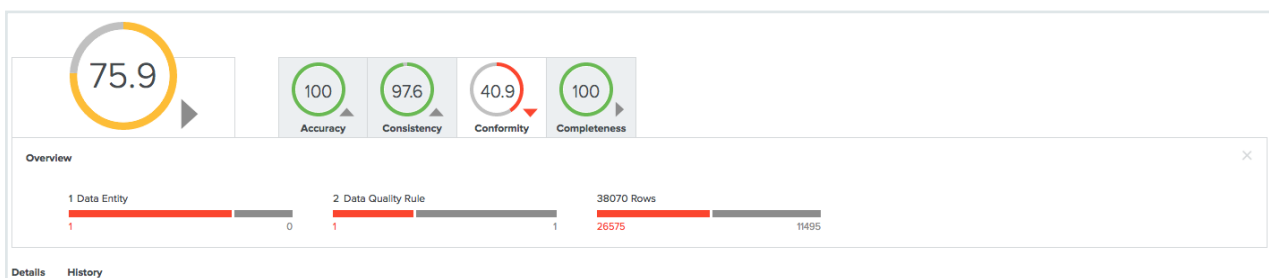 75.9
100 97.6 40.9 100
Accuracy Consistency Conformity Completeness
Overview
1 Data Entity 2 Data Quality Rule 38070 Rows
1 0 1 1 26575 11495
Details History